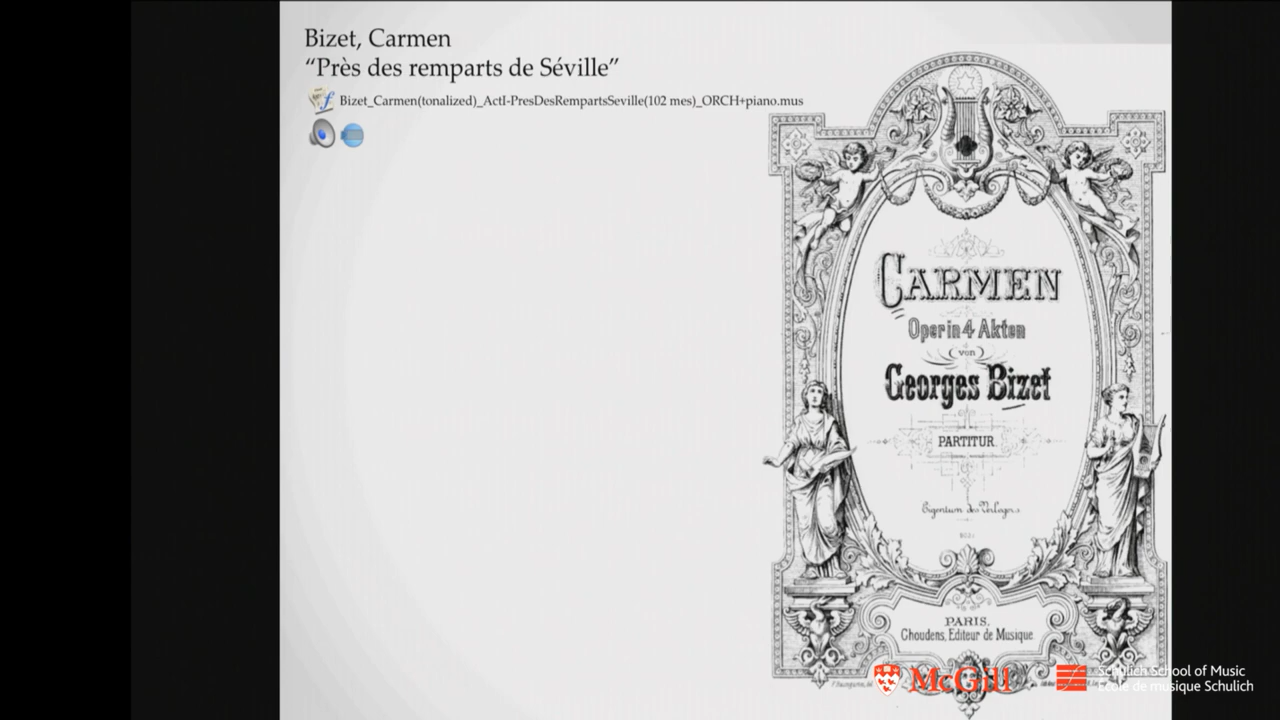 Bizet, Carmen
“Près des remparts de Séville”
Bizet_Carmen(tonalized)_ActI-PresDesRempartsSeville(102 mes)_ORCH+piano.mus
CARMEN
Oper in 4 Akten
von
Georges Bizet
PARTITUR.
Eigentum des Verlegers.
PARIS.
Choudens, Editeur de Musique
McGill
Schulich School of Music
École de musique Schulich